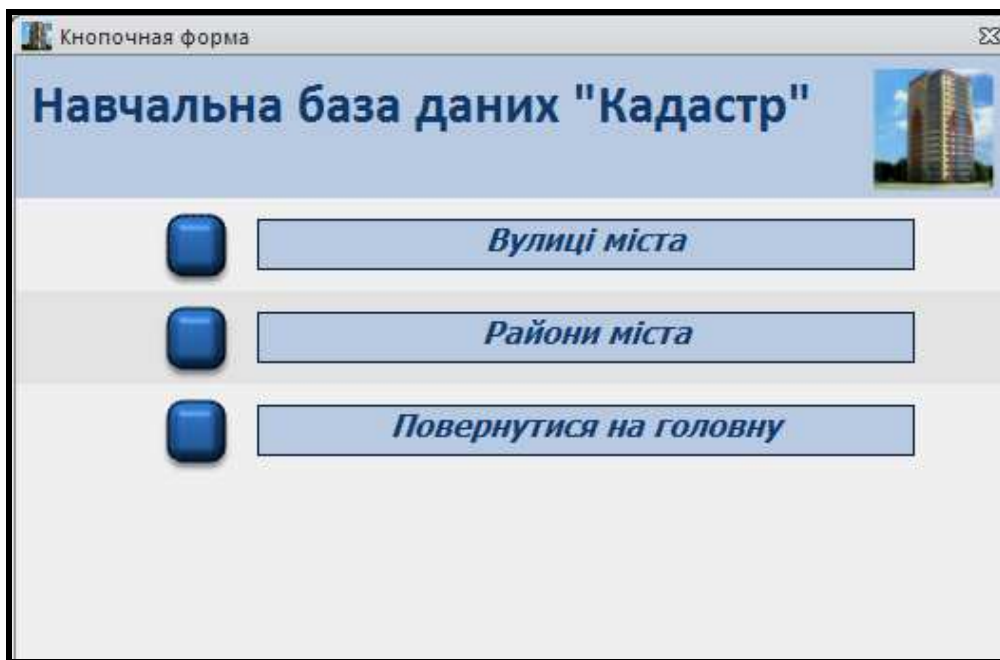 Кнопочная форма
Навчальна база даних "Кадастр"
Вулиці міста
Райони міста
Повернутися на головну